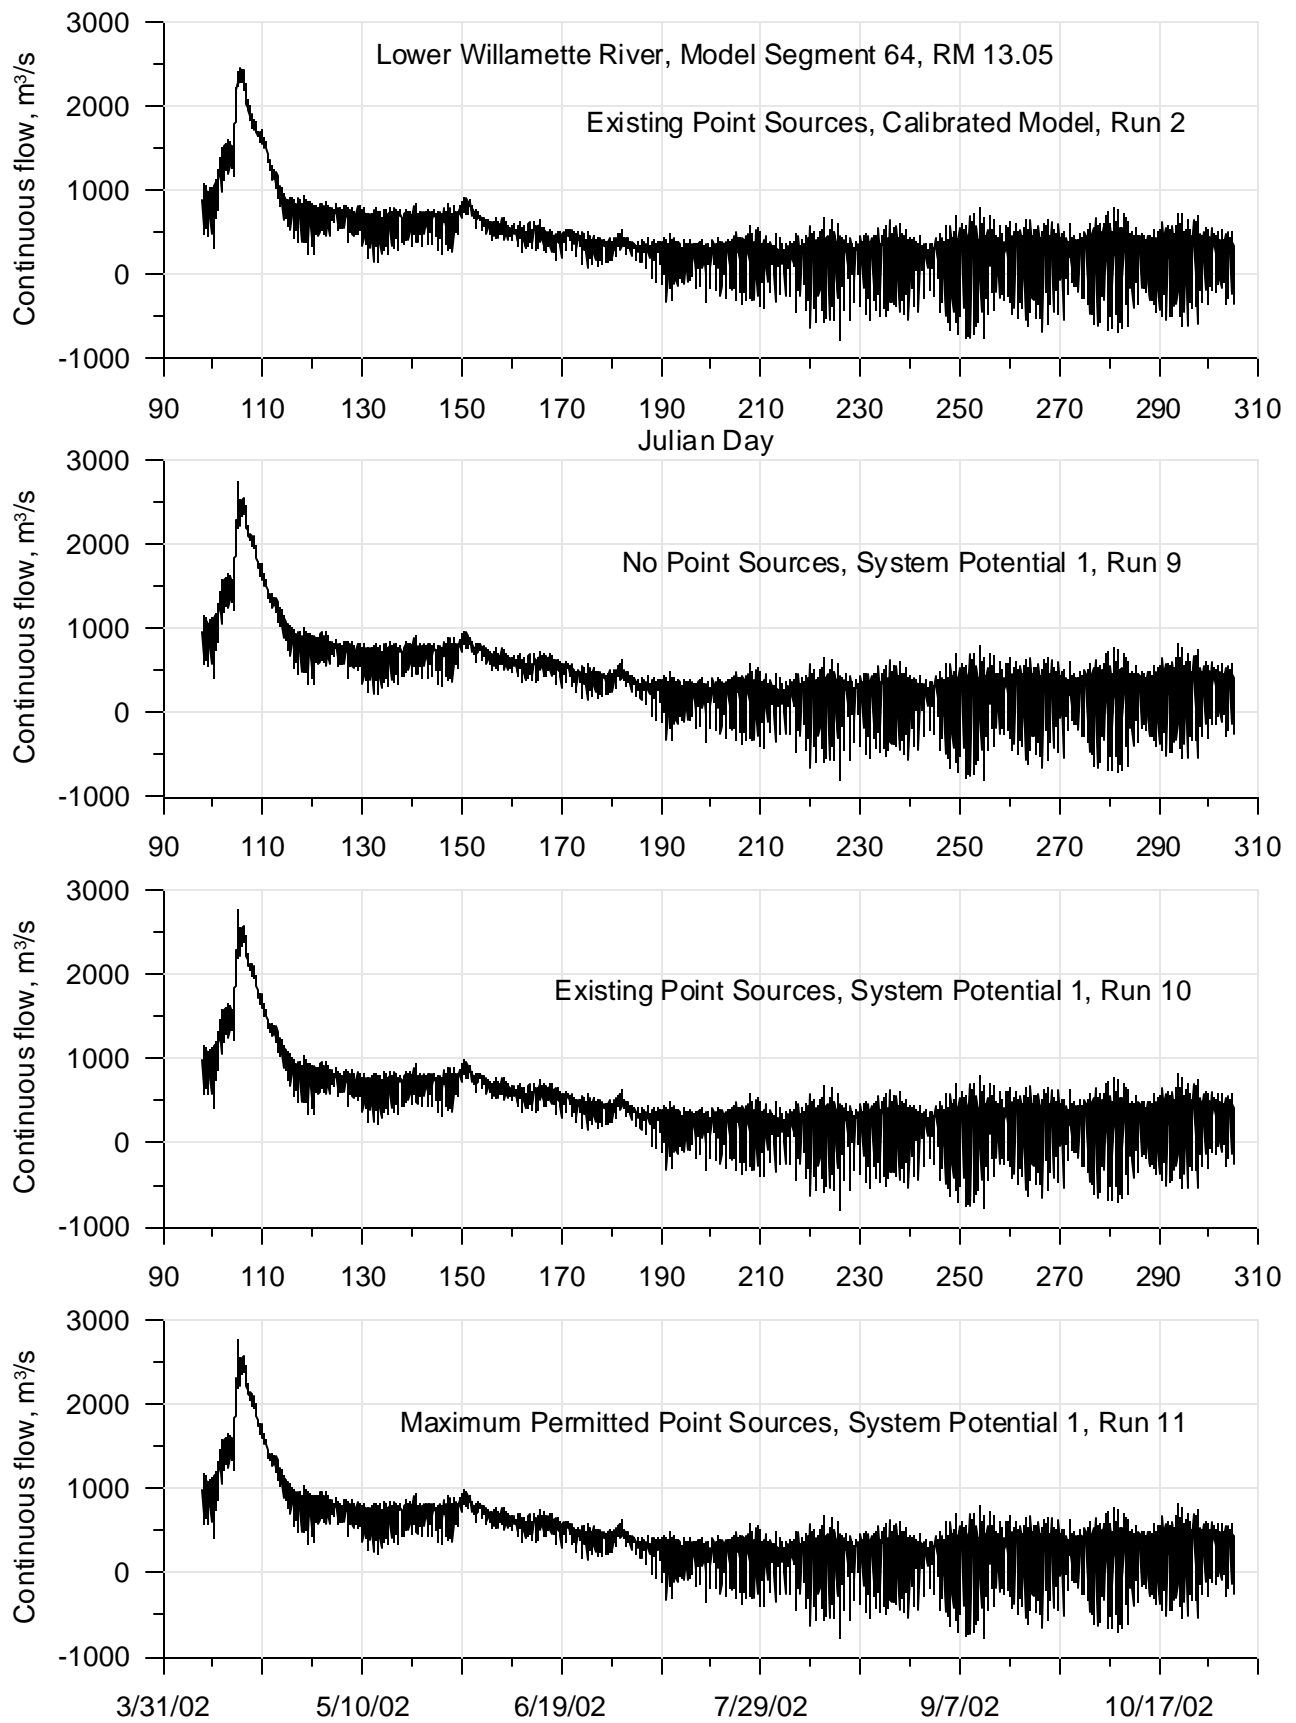 3000
Lower Willamette River, Model Segment 64, RM 13.05
2000
Existing Point Sources, Calibrated Model, Run 2
1000
0
-1000
Continuous flow, m³/s
90 110 130 150 170 190 210 230 250 270 290 310
Julian Day
3000
2000
No Point Sources, System Potential 1, Run 9
1000
0
-1000
Continuous flow, m³/s
90 110 130 150 170 190 210 230 250 270 290 310
3000
2000
Existing Point Sources, System Potential 1, Run 10
1000
0
-1000
Continuous flow, m³/s
90 110 130 150 170 190 210 230 250 270 290 310
3000
2000
Maximum Permitted Point Sources, System Potential 1, Run 11
1000
0
-1000
Continuous flow, m³/s
3/31/02 5/10/02 6/19/02 7/29/02 9/7/02 10/17/02